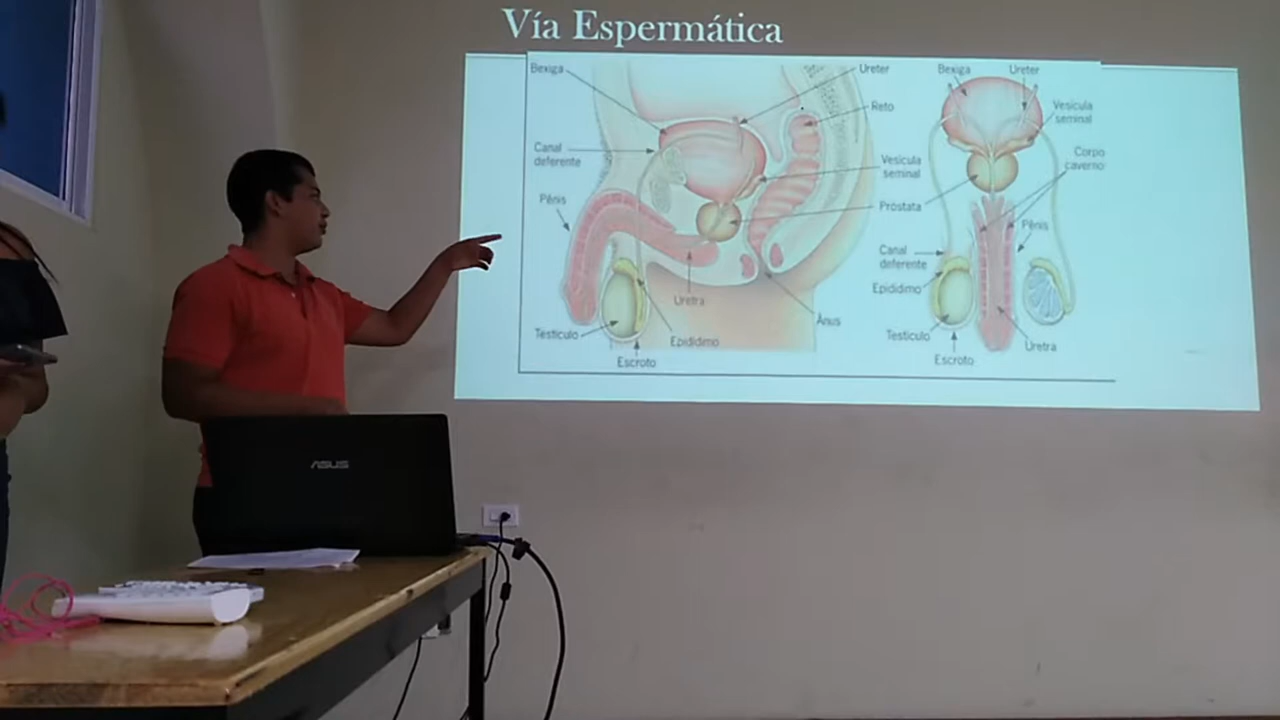 Vía Espermática
Bexiga
Ureter
Reto
Canal
deferente
Vesícula
seminal
Pênis
Próstata
Uretra
Ânus
Testículo
Epidídimo
Escroto
Bexiga
Ureter
Vesícula
seminal
Corpo
caverno
Pênis
Canal
deferente
Epidídimo
Testículo
Uretra
Escroto
ASUS